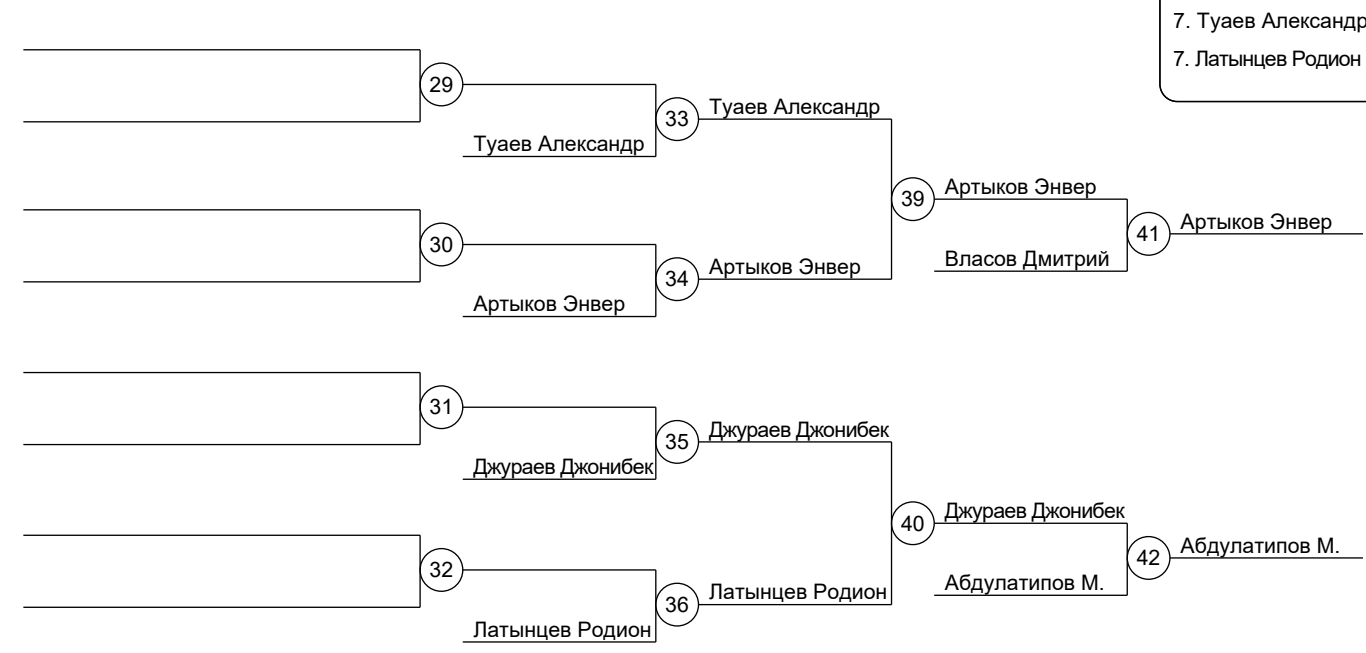 7. Туаев Александр
7. Латынцев Родион
29
33
Туаев Александр
Туаев Александр
39
Артыков Энвер
30
34
Артыков Энвер
Артыков Энвер
41
Артыков Энвер
Власов Дмитрий
31
35
Джураев Джонибек
Джураев Джонибек
40
Джураев Джонибек
32
36
Латынцев Родион
Латынцев Родион
42
Абдулатипов М.
Абдулатипов М.